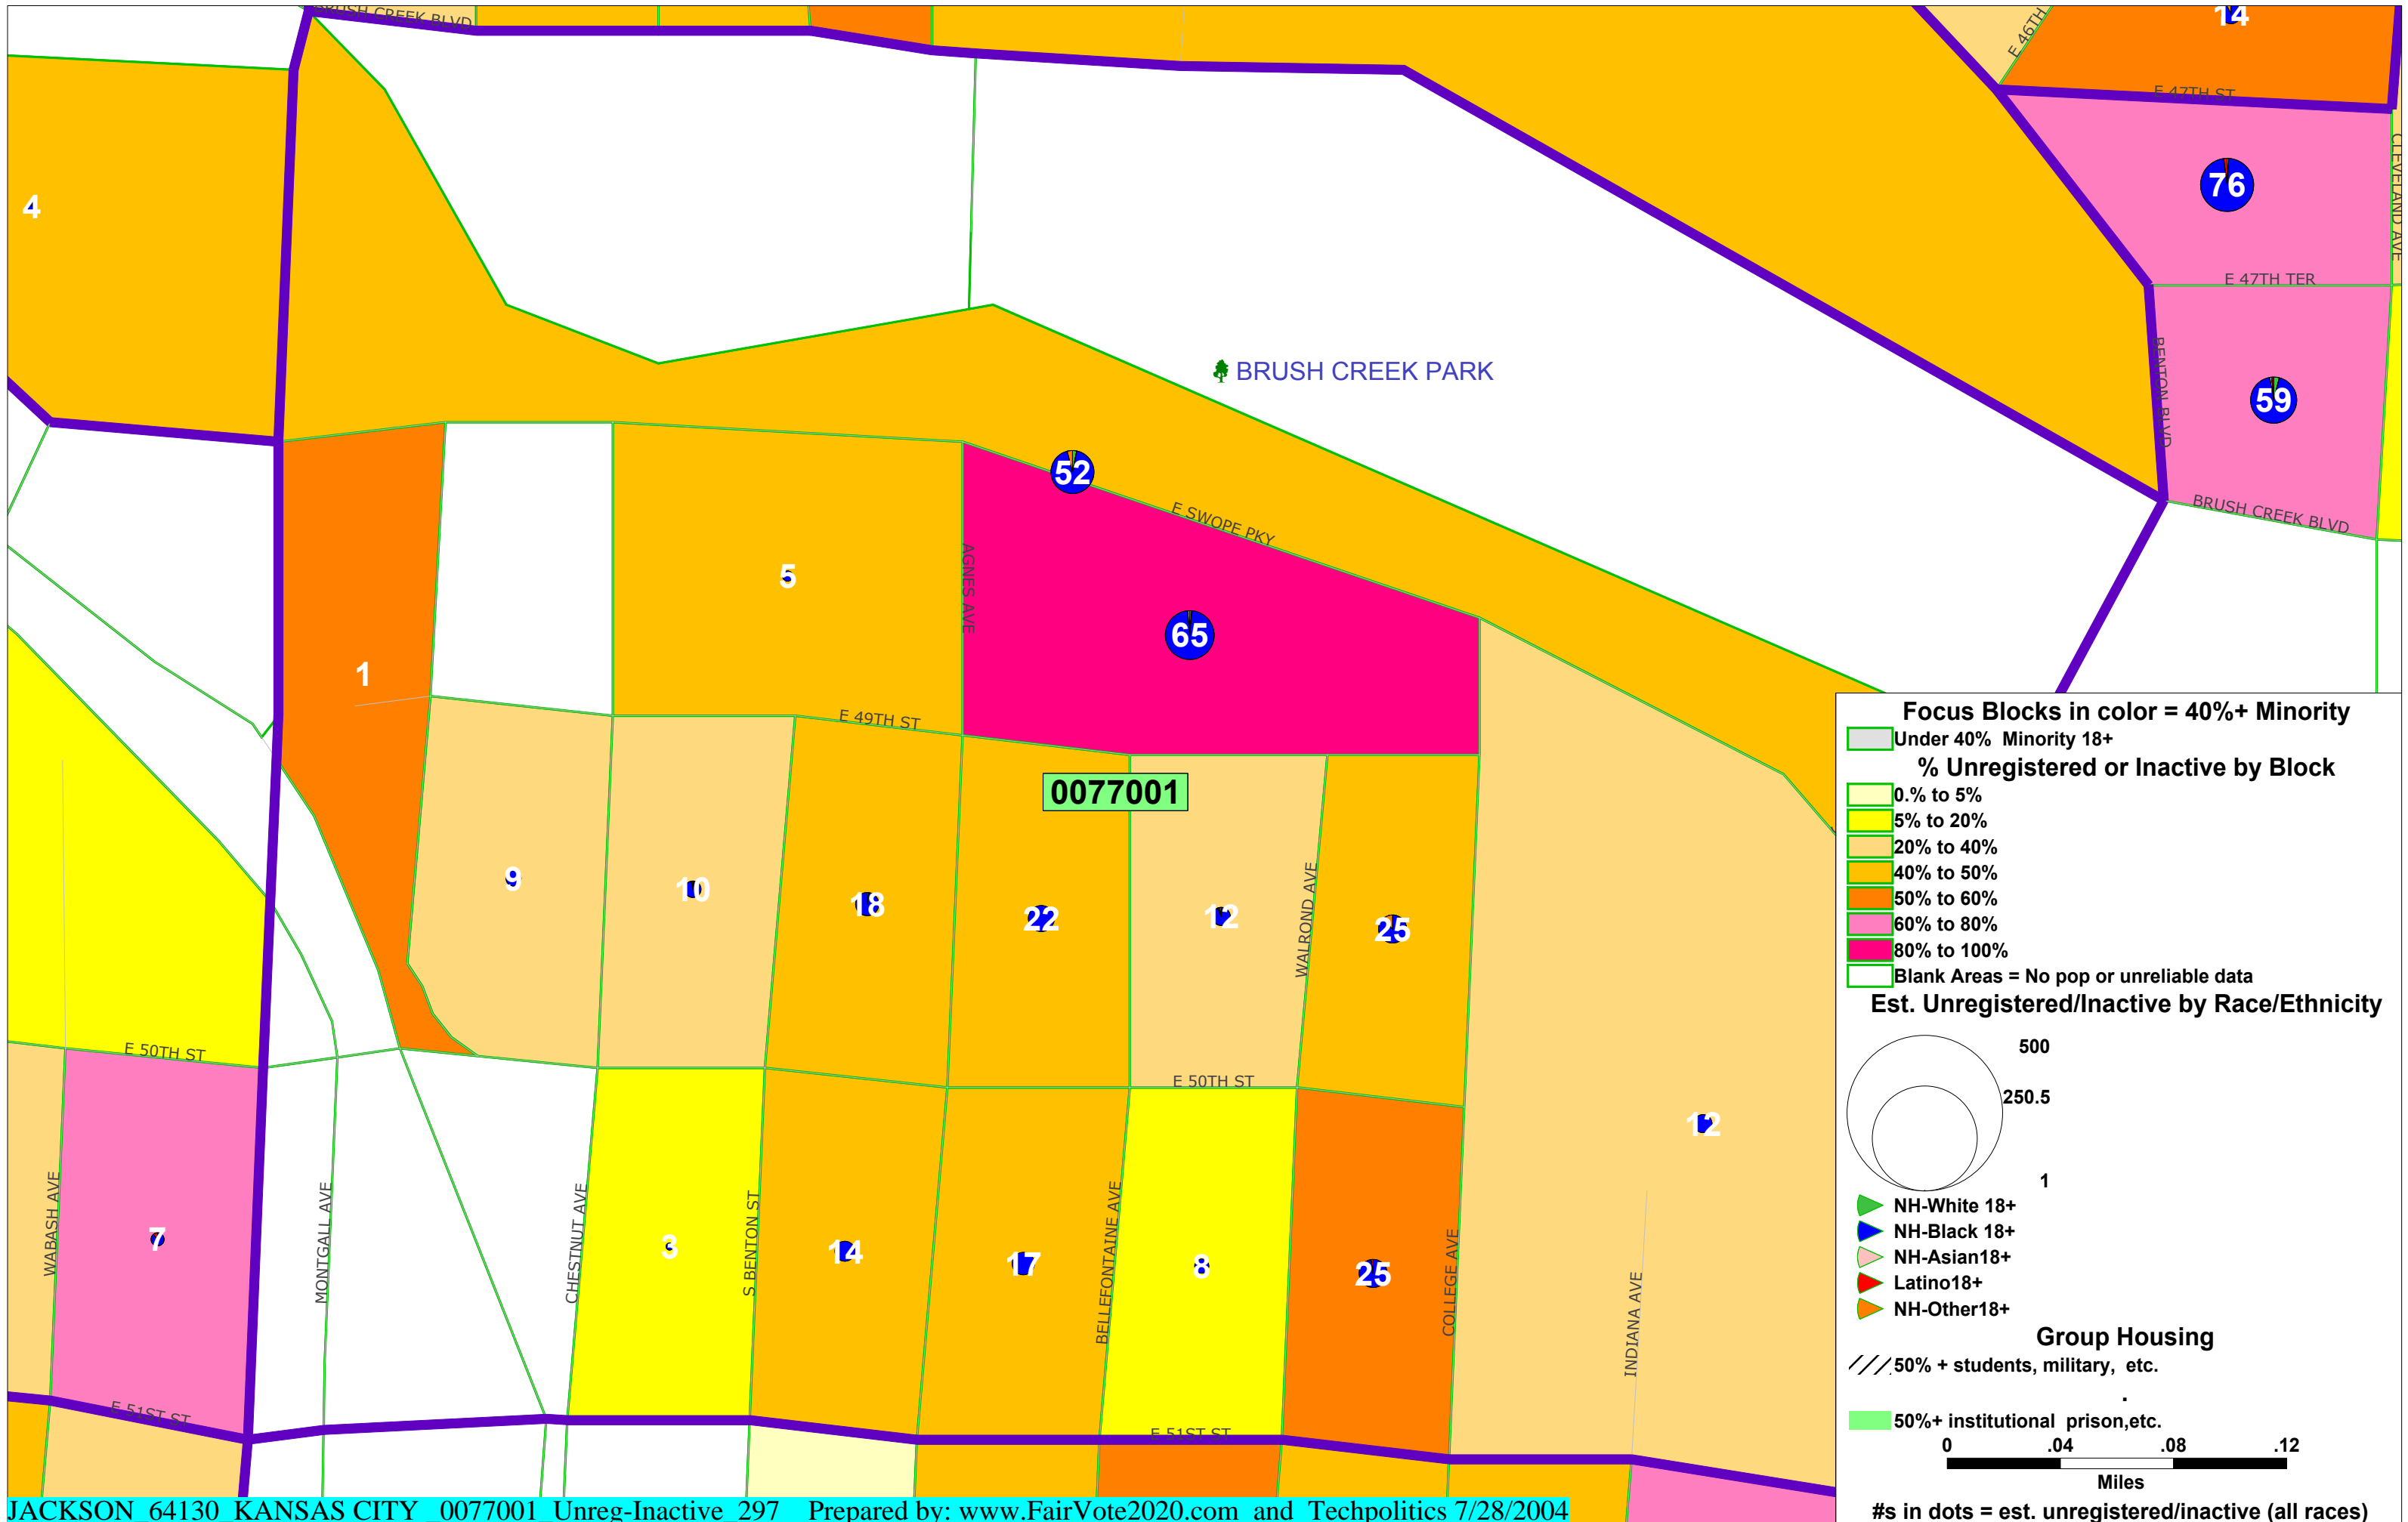 BRUSH CREEK BLVD
E 46TH
14
E 47TH ST
CLEVELAND AVE
76
4
E 47TH TER
BRUSH CREEK PARK
BENTON BLVD
59
52
BRUSH CREEK BLVD
E SWOPE PKY
AGNES AVE
5
65
1
E 49TH ST
0077001
9
10
18
22
12
WALROND AVE
25
E 50TH ST
E 50TH ST
12
WABASH AVE
7
MONTGALL AVE
CHESTNUT AVE
3
S BENTON ST
14
17
BELLEFONTAINE AVE
8
25
COLLEGE AVE
INDIANA AVE
E 51ST ST
E 51ST ST
Focus Blocks in color = 40%+ Minority
Under 40% Minority 18+
% Unregistered or Inactive by Block
0.% to 5%
5% to 20%
20% to 40%
40% to 50%
50% to 60%
60% to 80%
80% to 100%
Blank Areas = No pop or unreliable data
Est. Unregistered/Inactive by Race/Ethnicity
500
250.5
1
NH-White 18+
NH-Black 18+
NH-Asian18+
Latino18+
NH-Other18+
Group Housing
50% + students, military, etc.
.
50%+ institutional prison,etc.
0 .04 .08 .12
Miles
#s in dots = est. unregistered/inactive (all races)
JACKSON 64130 KANSAS CITY 0077001 Unreg-Inactive 297 Prepared by: www.FairVote2020.com and Techpolitics 7/28/2004